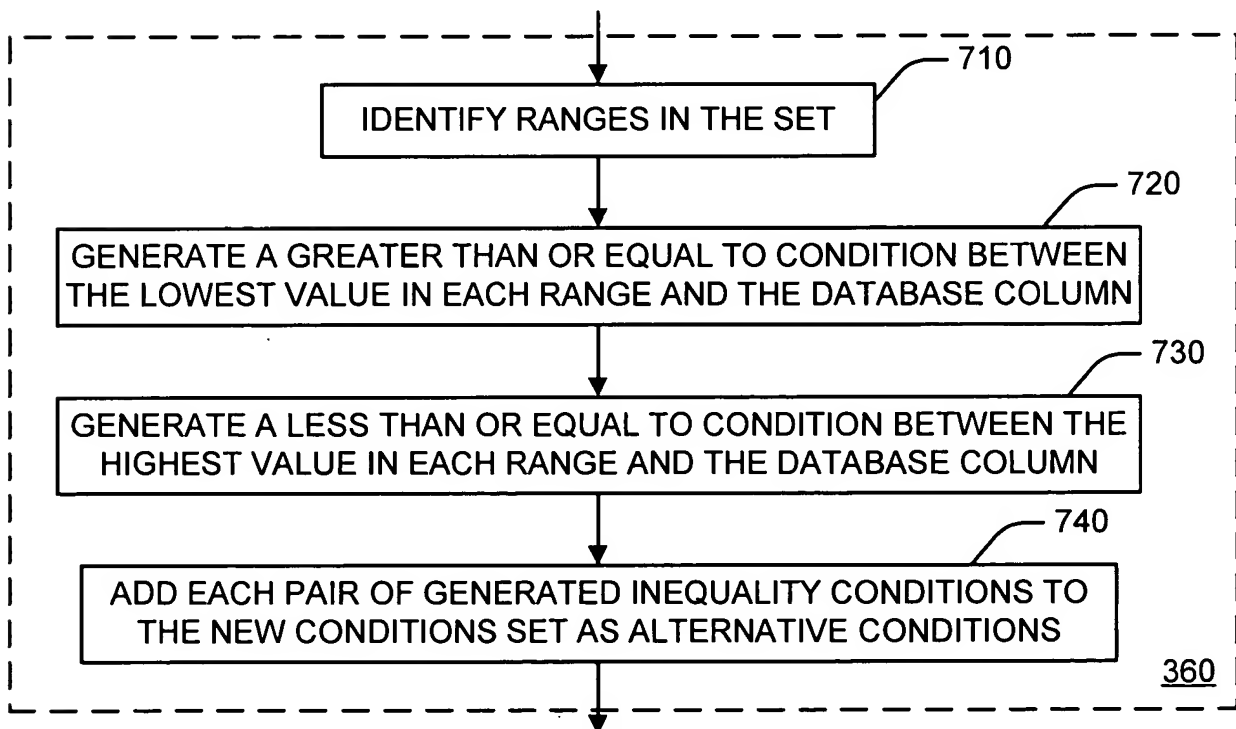 710
IDENTIFY RANGES IN THE SET
720
GENERATE A GREATER THAN OR EQUAL TO CONDITION BETWEEN
THE LOWEST VALUE IN EACH RANGE AND THE DATABASE COLUMN
730
GENERATE A LESS THAN OR EQUAL TO CONDITION BETWEEN THE
HIGHEST VALUE IN EACH RANGE AND THE DATABASE COLUMN
740
ADD EACH PAIR OF GENERATED INEQUALITY CONDITIONS TO
THE NEW CONDITIONS SET AS ALTERNATIVE CONDITIONS
360